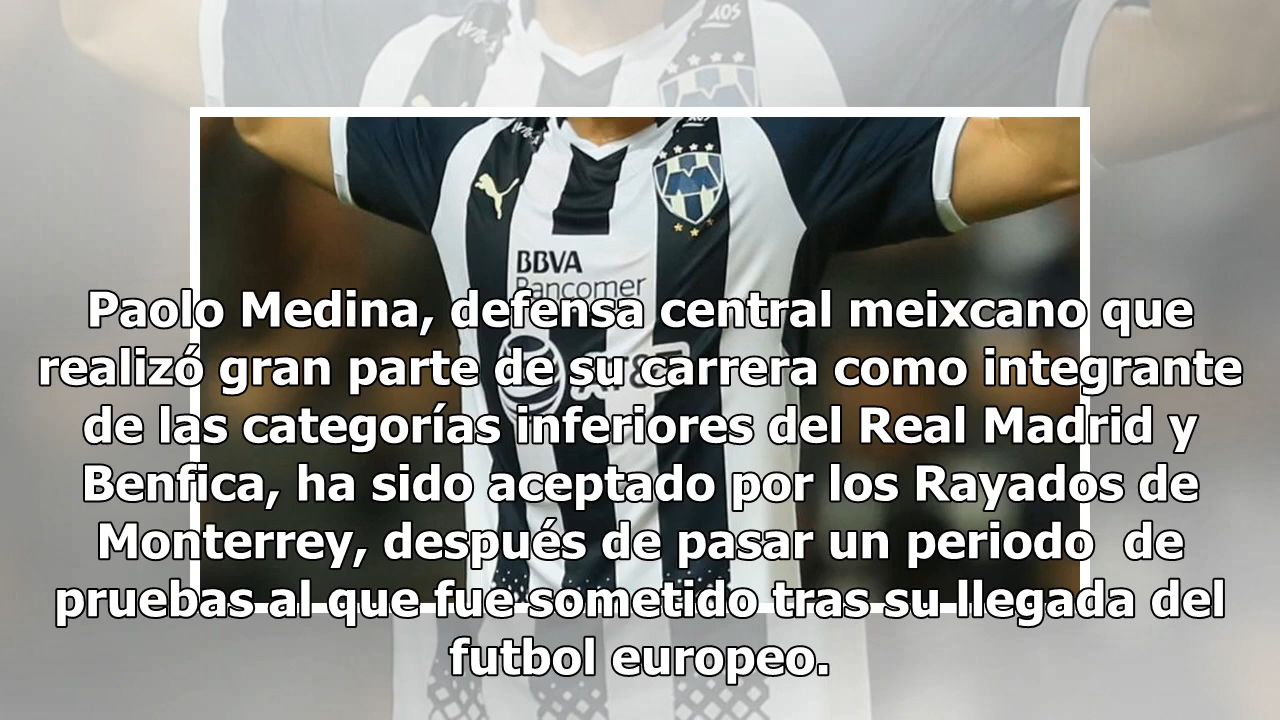 BBVA
Bancomer
Paolo Medina, defensa central meixcano que
realizó gran parte de su carrera como integrante
de las categorías inferiores del Real Madrid y
Benfica, ha sido aceptado por los Rayados de
Monterrey, después de pasar un periodo  de
pruebas al que fue sometido tras su llegada del
futbol europeo.